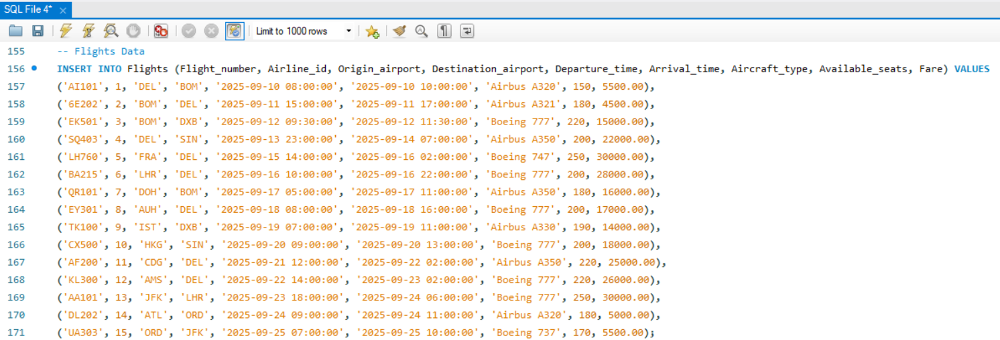 SQL File 4*
Limit to 1000 rows
155 -- Flights Data
156 INSERT INTO Flights (Flight_number, Airline_id, Origin_airport, Destination_airport, Departure_time, Arrival_time, Aircraft_type, Available_seats, Fare) VALUES
157 ('AI101', 1, 'DEL', 'BOM', '2025-09-10 08:00:00', '2025-09-10 10:00:00', 'Airbus A320', 150, 5500.00),
158 ('6E202', 2, 'BOM', 'DEL', '2025-09-11 15:00:00', '2025-09-11 17:00:00', 'Airbus A321', 180, 4500.00),
159 ('EK501', 3, 'BOM', 'DXB', '2025-09-12 09:30:00', '2025-09-12 11:30:00', 'Boeing 777', 220, 15000.00),
160 ('SQ403', 4, 'DEL', 'SIN', '2025-09-13 23:00:00', '2025-09-14 07:00:00', 'Airbus A350', 200, 22000.00),
161 ('LH760', 5, 'FRA', 'DEL', '2025-09-15 14:00:00', '2025-09-16 02:00:00', 'Boeing 747', 250, 30000.00),
162 ('BA215', 6, 'LHR', 'DEL', '2025-09-16 10:00:00', '2025-09-16 22:00:00', 'Boeing 777', 200, 28000.00),
163 ('QR101', 7, 'DOH', 'BOM', '2025-09-17 05:00:00', '2025-09-17 11:00:00', 'Airbus A350', 180, 16000.00),
164 ('EY301', 8, 'AUH', 'DEL', '2025-09-18 08:00:00', '2025-09-18 16:00:00', 'Boeing 777', 200, 17000.00),
165 ('TK100', 9, 'IST', 'DXB', '2025-09-19 07:00:00', '2025-09-19 11:00:00', 'Airbus A330', 190, 14000.00),
166 ('CX500', 10, 'HKG', 'SIN', '2025-09-20 09:00:00', '2025-09-20 13:00:00', 'Boeing 777', 200, 18000.00),
167 ('AF200', 11, 'CDG', 'DEL', '2025-09-21 12:00:00', '2025-09-22 02:00:00', 'Airbus A350', 220, 25000.00),
168 ('KL300', 12, 'AMS', 'DEL', '2025-09-22 14:00:00', '2025-09-23 02:00:00', 'Boeing 777', 220, 26000.00),
169 ('AA101', 13, 'JFK', 'LHR', '2025-09-23 18:00:00', '2025-09-24 06:00:00', 'Boeing 777', 250, 30000.00),
170 ('DL202', 14, 'ATL', 'ORD', '2025-09-24 09:00:00', '2025-09-24 11:00:00', 'Airbus A320', 180, 5000.00),
171 ('UA303', 15, 'ORD', 'JFK', '2025-09-25 07:00:00', '2025-09-25 10:00:00', 'Boeing 737', 170, 5500.00);